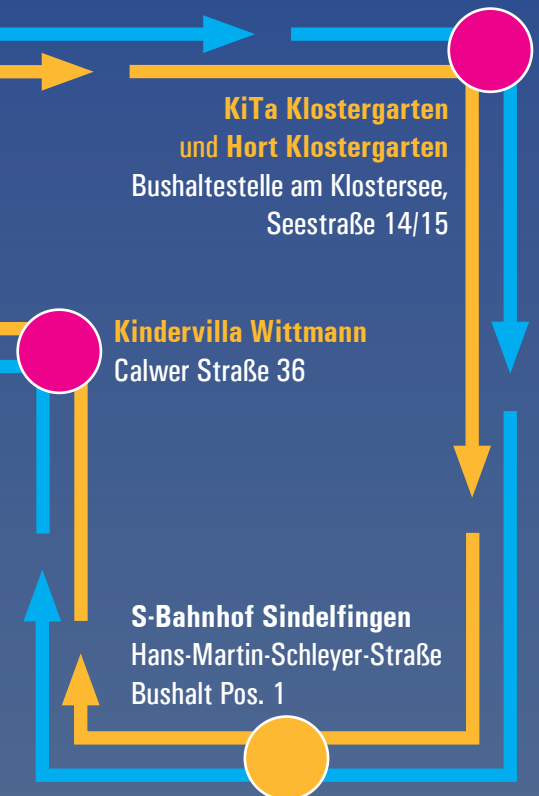 KiTa Klostergarten
und Hort Klostergarten
Bushaltestelle am Klostersee,
Seestraße 14/15
Kindervilla Wittmann
Calwer Straße 36
S-Bahnhof Sindelfingen
Hans-Martin-Schleyer-Straße
Bushalt Pos. 1